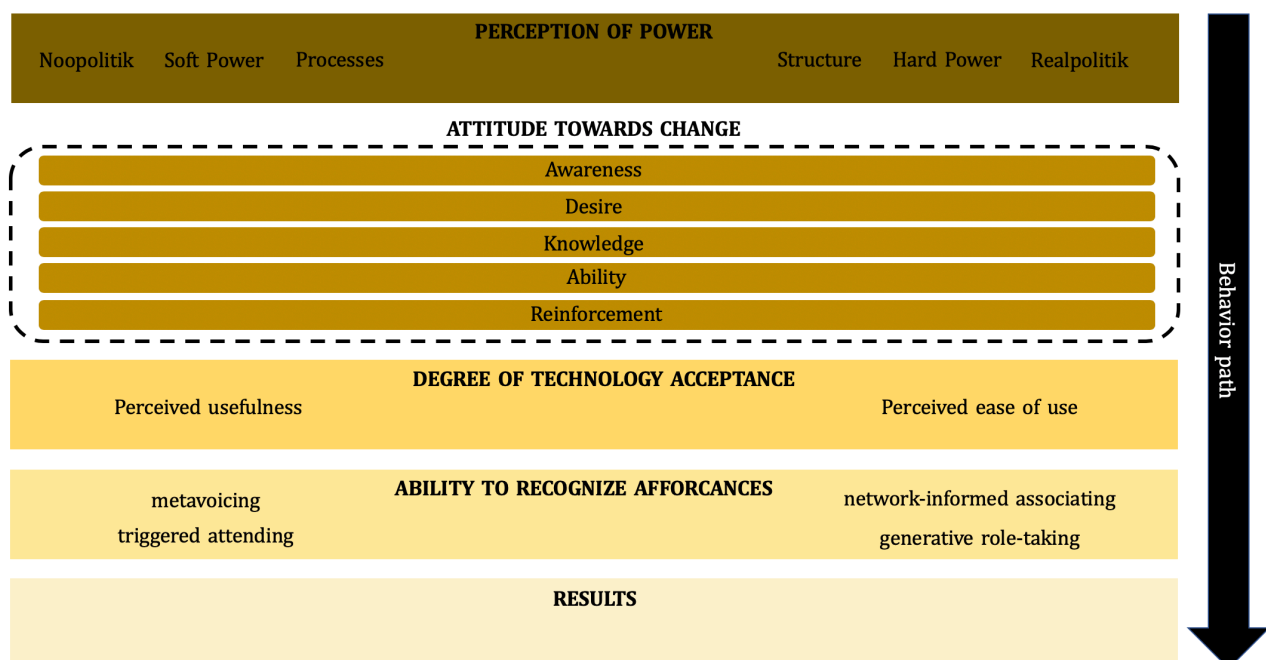 PERCEPTION OF POWER
Noopolitik Soft Power Processes Structure Hard Power Realpolitik
ATTITUDE TOWARDS CHANGE
Awareness
Desire
Knowledge
Ability
Reinforcement
DEGREE OF TECHNOLOGY ACCEPTANCE
Perceived usefulness Perceived ease of use
ABILITY TO RECOGNIZE AFFORCANCES
metavoicing network-informed associating
triggered attending generative role-taking
RESULTS
Behavior path